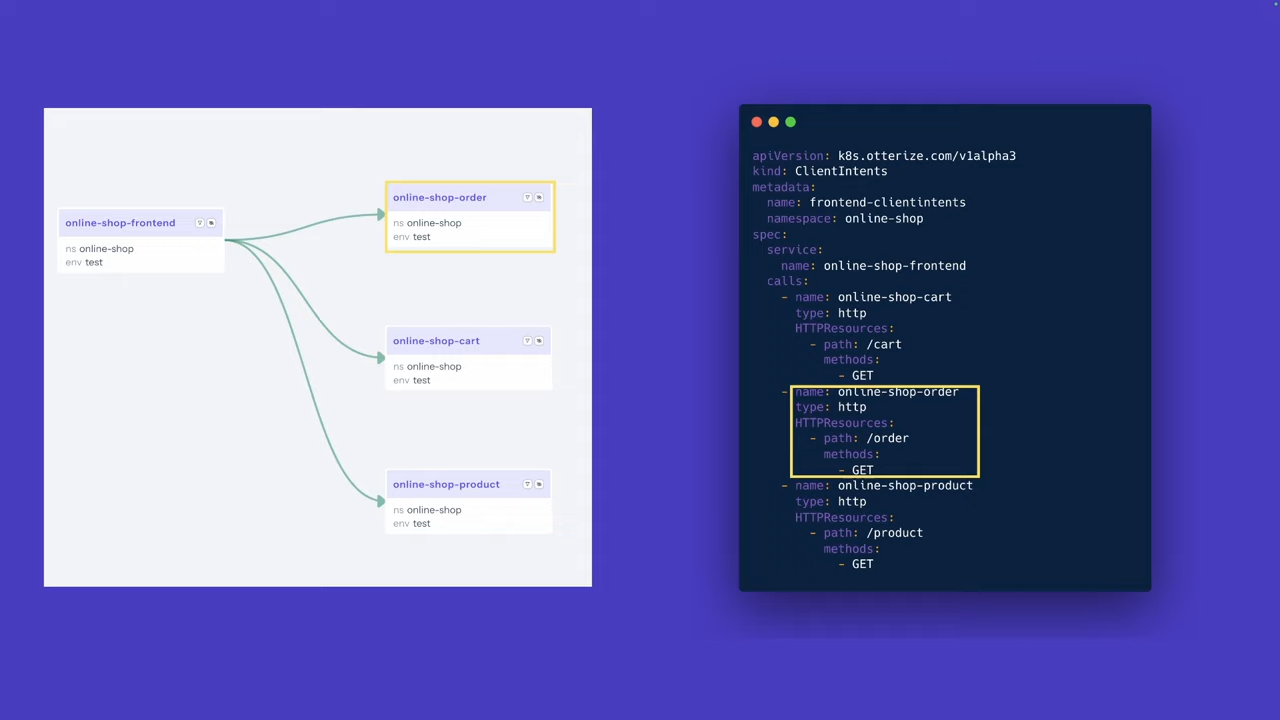 online-shop-frontend
ns online-shop
env test
online-shop-order
ns online-shop
env test
online-shop-cart
ns online-shop
env test
online-shop-product
ns online-shop
env test
apiVersion: k8s.otterize.com/v1alpha3
kind: ClientIntents
metadata:
  name: frontend-clientintents
  namespace: online-shop
spec:
  service:
    name: online-shop-frontend
  calls:
    - name: online-shop-cart
      type: http
      HTTPResources:
        - path: /cart
          methods:
            - GET
    - name: online-shop-order
      type: http
      HTTPResources:
        - path: /order
          methods:
            - GET
    - name: online-shop-product
      type: http
      HTTPResources:
        - path: /product
          methods:
            - GET